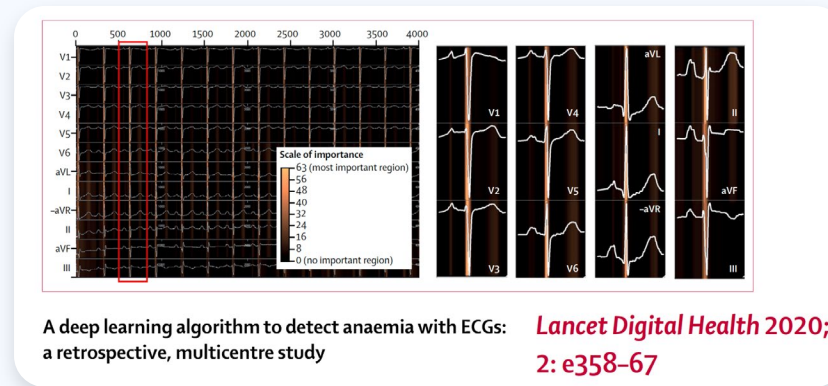 0 500 1000 1500 2000 2500 3000 3500 4000
V1
V2
V3
V4
V5
V6
aVL
I
–aVR
II
aVF
III
Scale of importance
63 (most important region)
56
48
40
32
24
16
8
0 (no important region)
V1
V2
V3
V4
V5
V6
aVL
I
–aVR
II
aVF
III
A deep learning algorithm to detect anaemia with ECGs:
a retrospective, multicentre study
Lancet Digital Health 2020;
2: e358–67